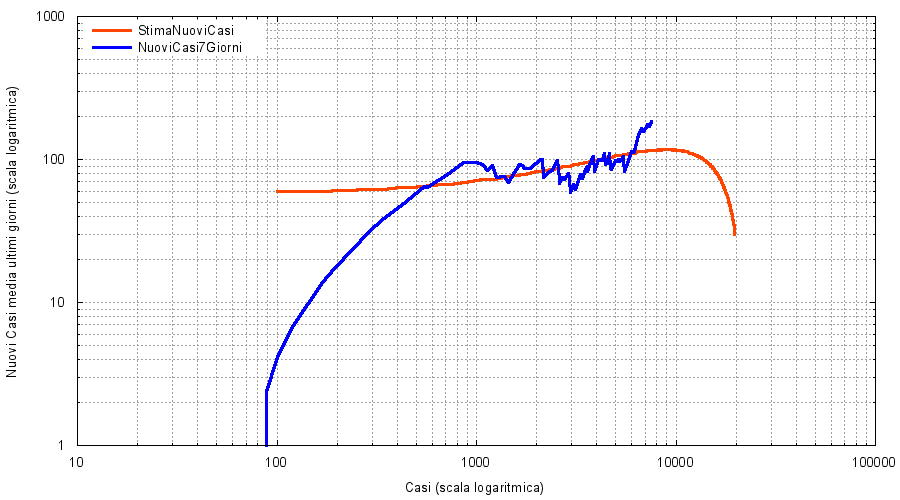 1000
StimaNuoviCasi
NuoviCasi7Giorni
100
10
1
Nuovi Casi media ultimi giorni (scala logaritmica)
10 100 1000 10000 100000
Casi (scala logaritmica)